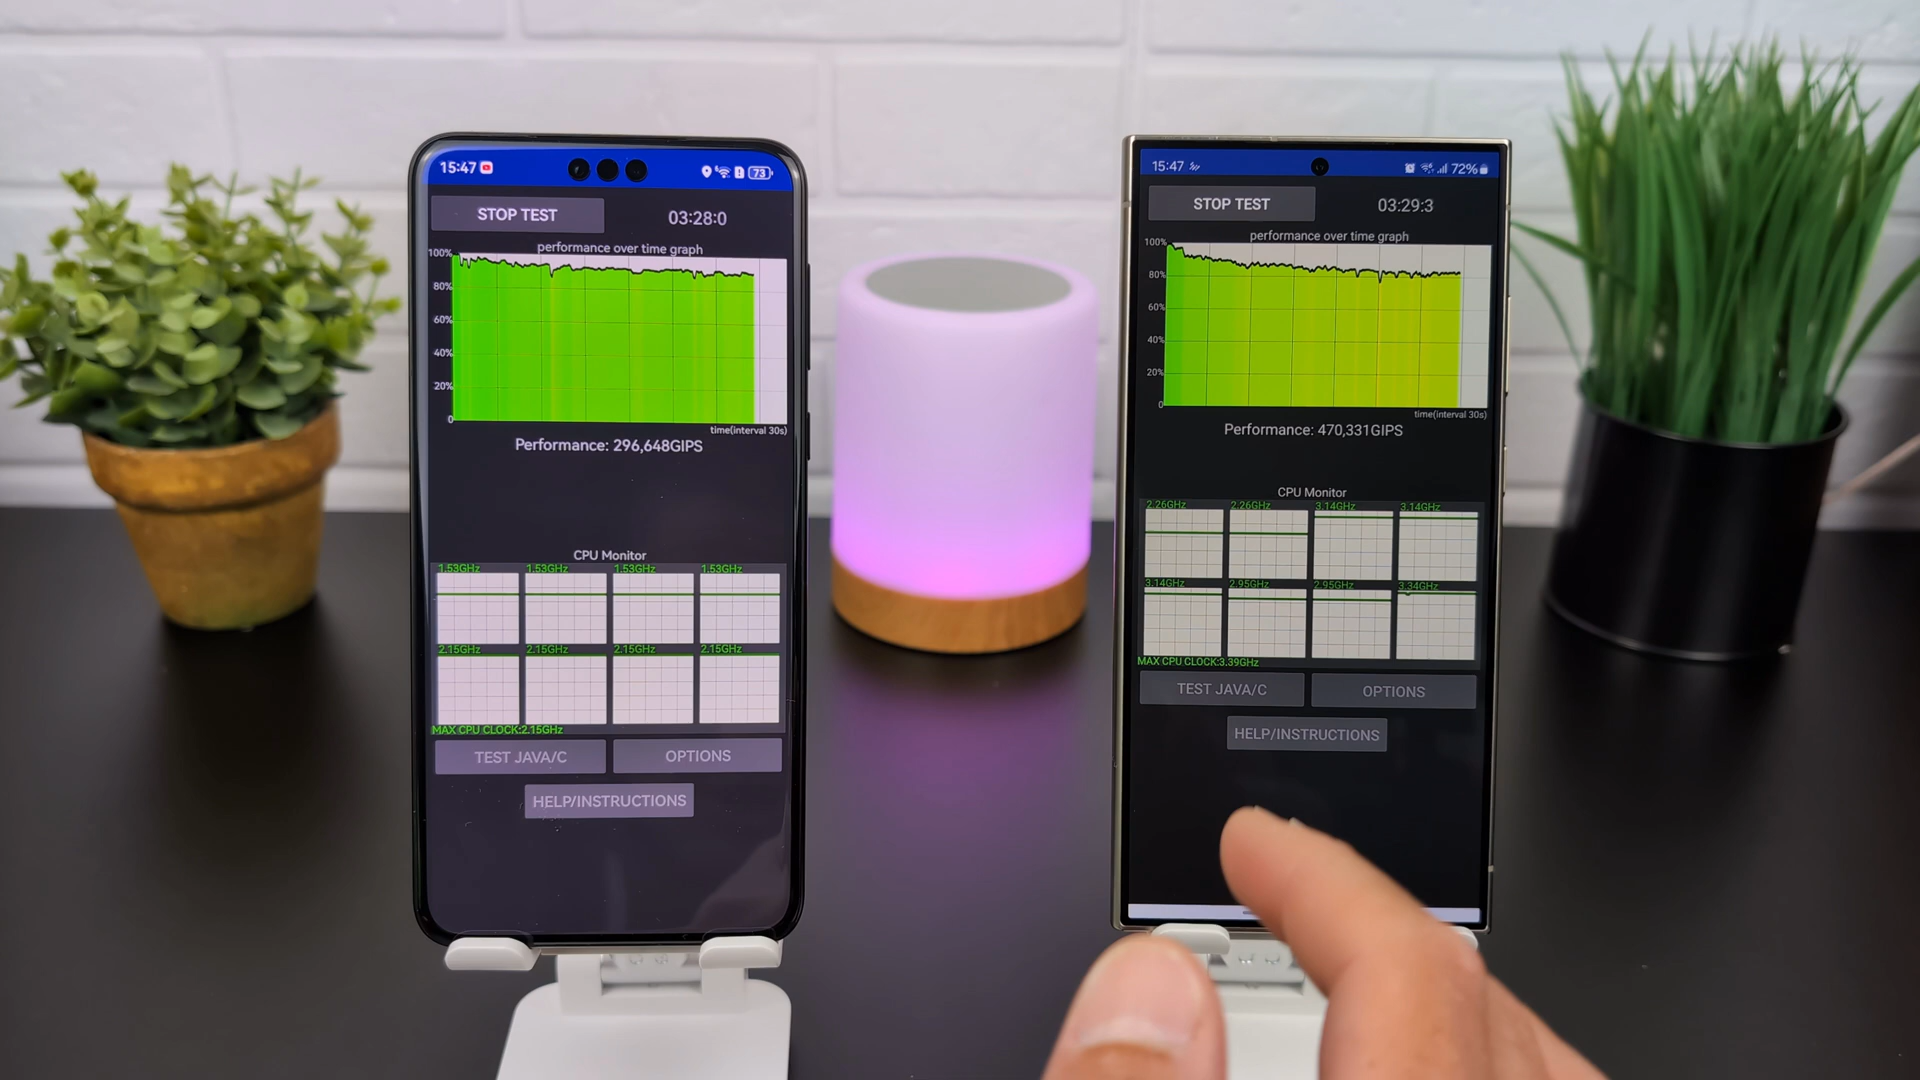 15:47
73
STOP TEST
03:28:0
performance over time graph
100%
80%
60%
40%
20%
0
time(interval 30s)
Performance: 296,648GIPS
CPU Monitor
1.53GHz 1.53GHz 1.53GHz 1.53GHz
2.15GHz 2.15GHz 2.15GHz 2.15GHz
MAX CPU CLOCK:2.15GHz
TEST JAVA/C
OPTIONS
HELP/INSTRUCTIONS
15:47
72%
STOP TEST
03:29:3
performance over time graph
100%
80%
60%
40%
20%
0
time(interval 30s)
Performance: 470,331GIPS
CPU Monitor
2.26GHz 2.26GHz 3.14GHz 3.14GHz
3.14GHz 2.95GHz 2.95GHz 3.34GHz
MAX CPU CLOCK:3.39GHz
TEST JAVA/C
OPTIONS
HELP/INSTRUCTIONS